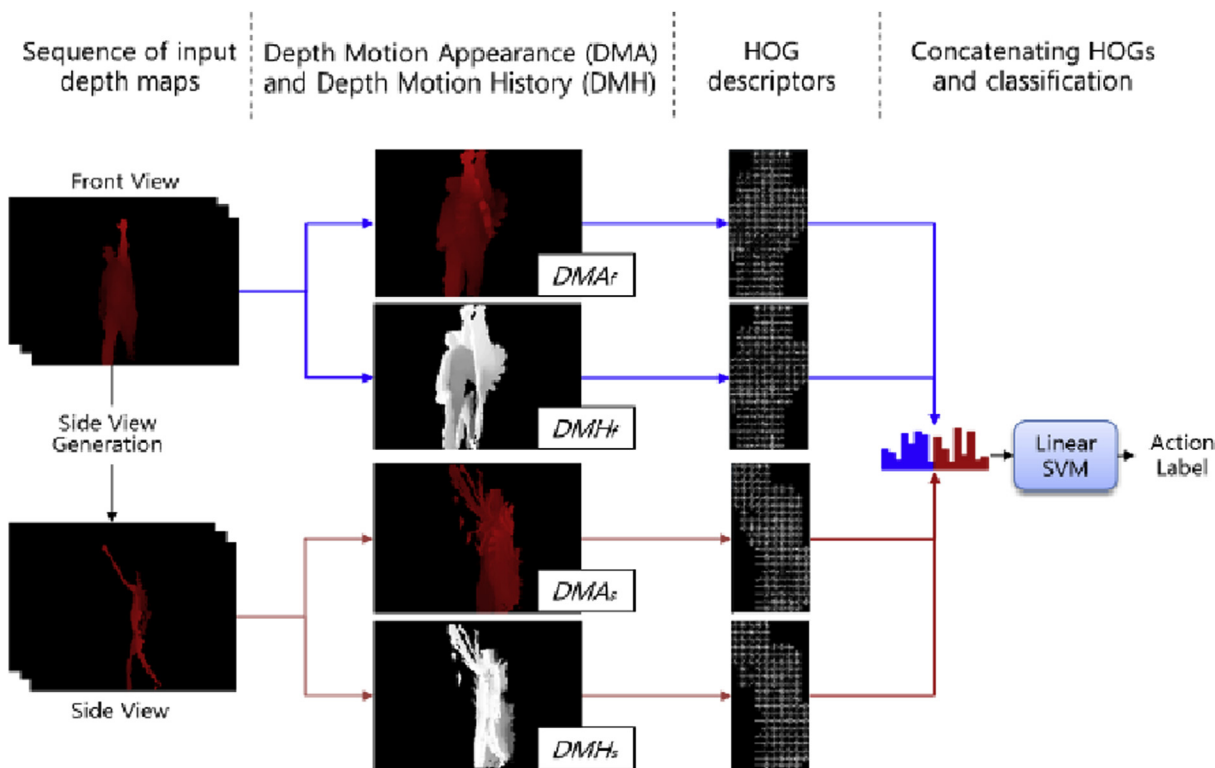 Sequence of input
depth maps
Depth Motion Appearance (DMA)
and Depth Motion History (DMH)
HOG
descriptors
Concatenating HOGs
and classification
Front View
DMAf
DMHf
Side View
Generation
Linear
SVM
Action
Label
DMAs
Side View
DMHs